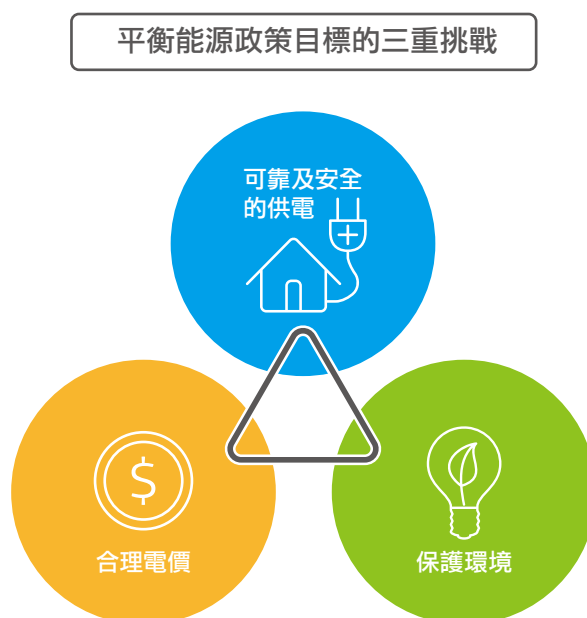 平衡能源政策目標的三重挑戰
可靠及安全
的供電
$
合理電價
保護環境